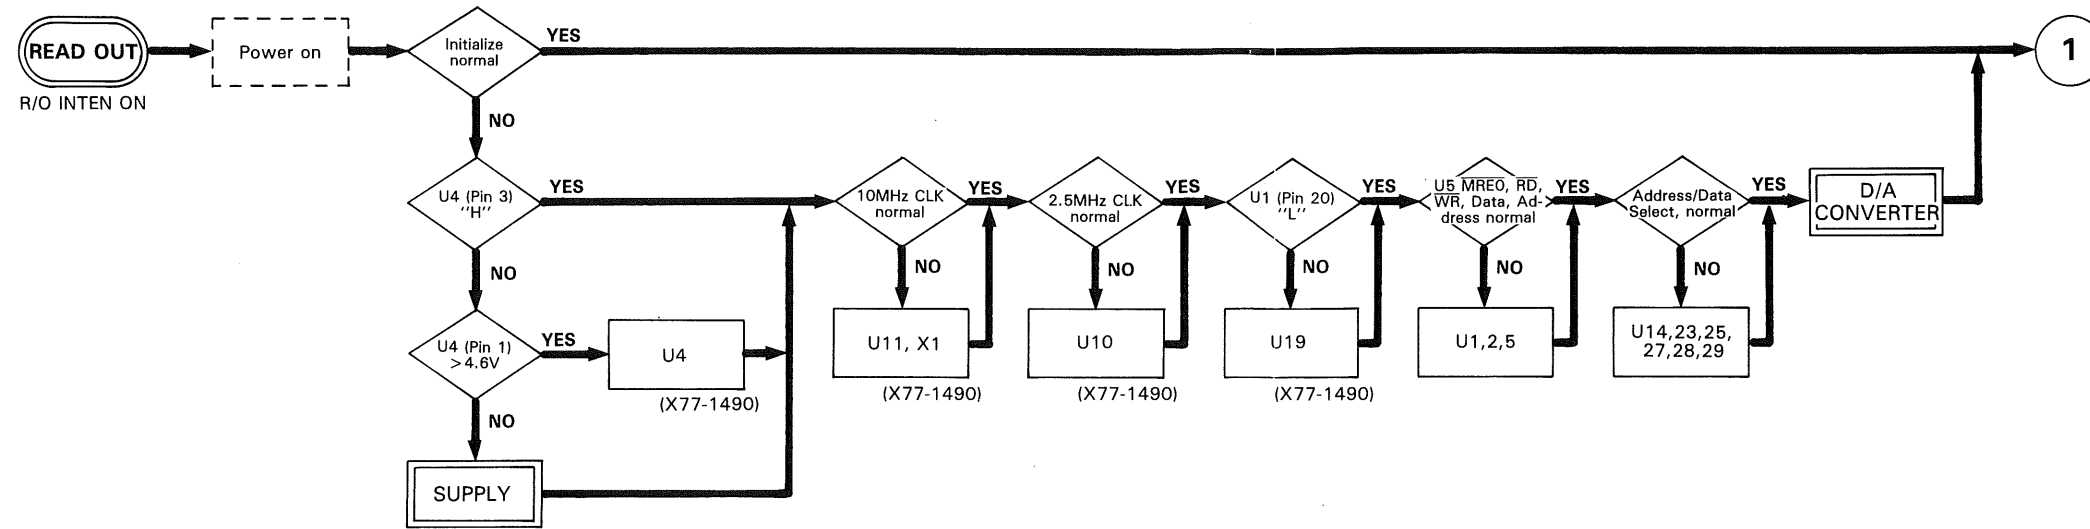 READ OUT
R/O INTEN ON
Power on
Initialize
normal
YES
1
NO
U4 (Pin 3)
"H"
YES
NO
U4 (Pin 1)
>4.6V
YES
U4
(X77-1490)
NO
SUPPLY
10MHz CLK
normal
YES
NO
U11, X1
(X77-1490)
2.5MHz CLK
normal
YES
NO
U10
(X77-1490)
U1 (Pin 20)
"L"
YES
NO
U19
(X77-1490)
U5 MREQ, RD,
WR, Data, Ad-
dress normal
YES
NO
U1,2,5
Address/Data
Select, normal
YES
NO
U14,23,25,
27,28,29
D/A
CONVERTER